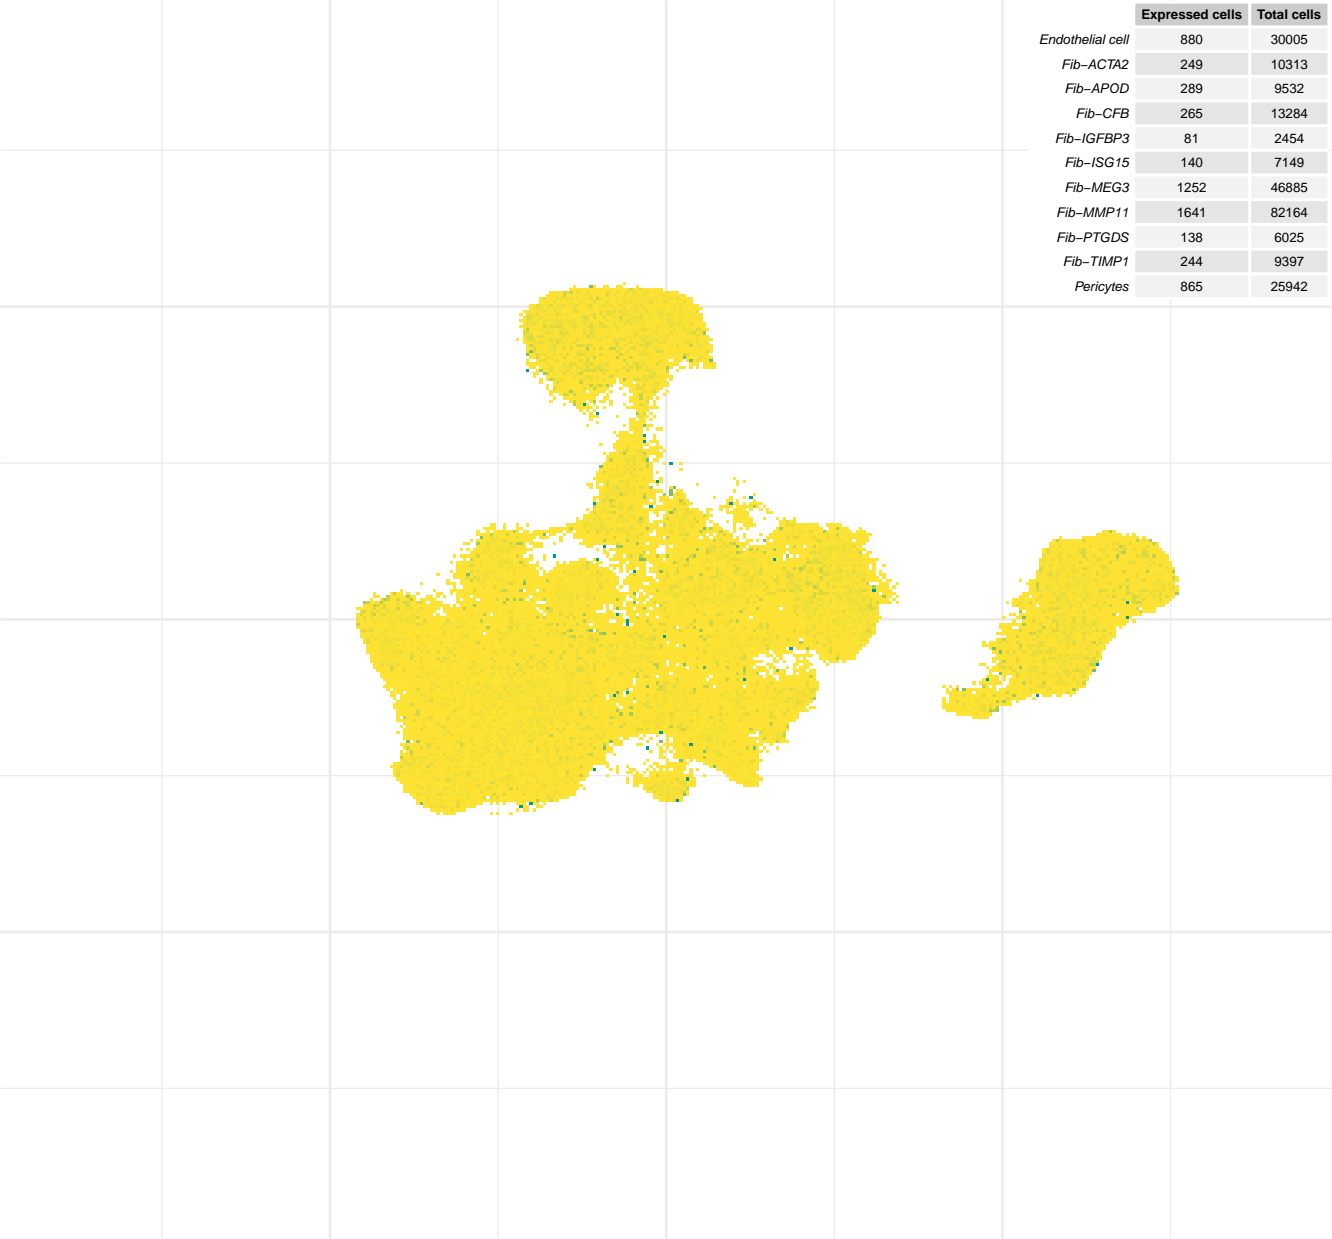 Expressed cells Total cells
Endothelial cell 880 30005
Fib−ACTA2 249 10313
Fib−APOD 289 9532
Fib−CFB 265 13284
Fib−IGFBP3 81 2454
Fib−ISG15 140 7149
Fib−MEG3 1252 46885
Fib−MMP11 1641 82164
Fib−PTGDS 138 6025
Fib−TIMP1 244 9397
Pericytes 865 25942